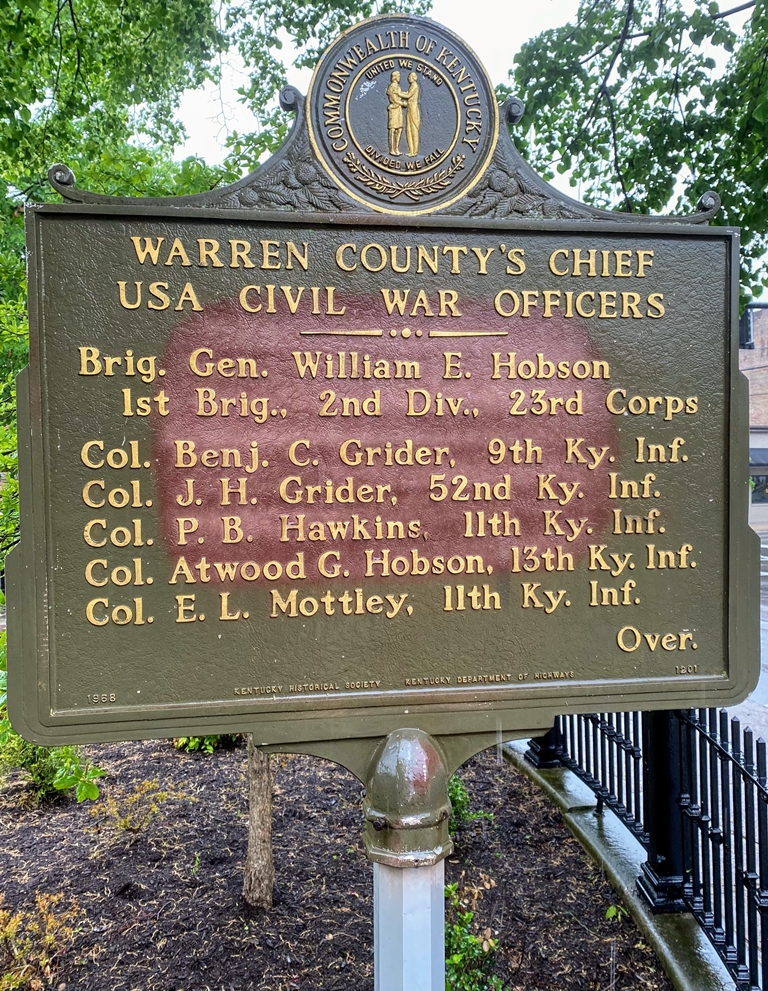 COMMONWEALTH OF KENTUCKY
UNITED WE STAND
DIVIDED WE FALL
WARREN COUNTY'S CHIEF
USA CIVIL WAR OFFICERS
Brig. Gen. William E. Hobson
1st Brig., 2nd Div., 23rd Corps
Col. Benj. C. Grider, 9th Ky. Inf.
Col. J. H. Grider, 52nd Ky. Inf.
Col. P. B. Hawkins, 11th Ky. Inf.
Col. Atwood G. Hobson, 13th Ky. Inf.
Col. E. L. Mottley, 11th Ky. Inf.
Over.
1968 KENTUCKY HISTORICAL SOCIETY KENTUCKY DEPARTMENT OF HIGHWAYS 1201